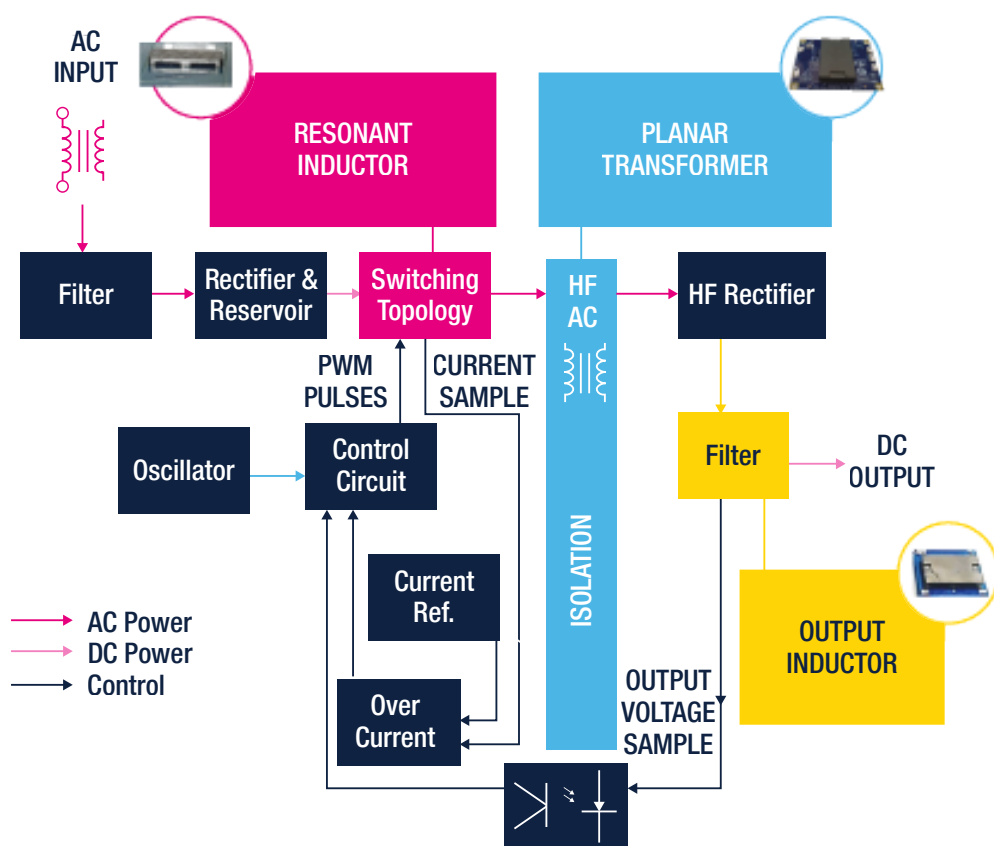 AC
INPUT
RESONANT
INDUCTOR
PLANAR
TRANSFORMER
Filter
Rectifier &
Reservoir
Switching
Topology
HF
AC
HF Rectifier
PWM
PULSES
CURRENT
SAMPLE
Oscillator
Control
Circuit
Filter
DC
OUTPUT
ISOLATION
Current
Ref.
AC Power
DC Power
Control
Over
Current
OUTPUT
VOLTAGE
SAMPLE
OUTPUT
INDUCTOR